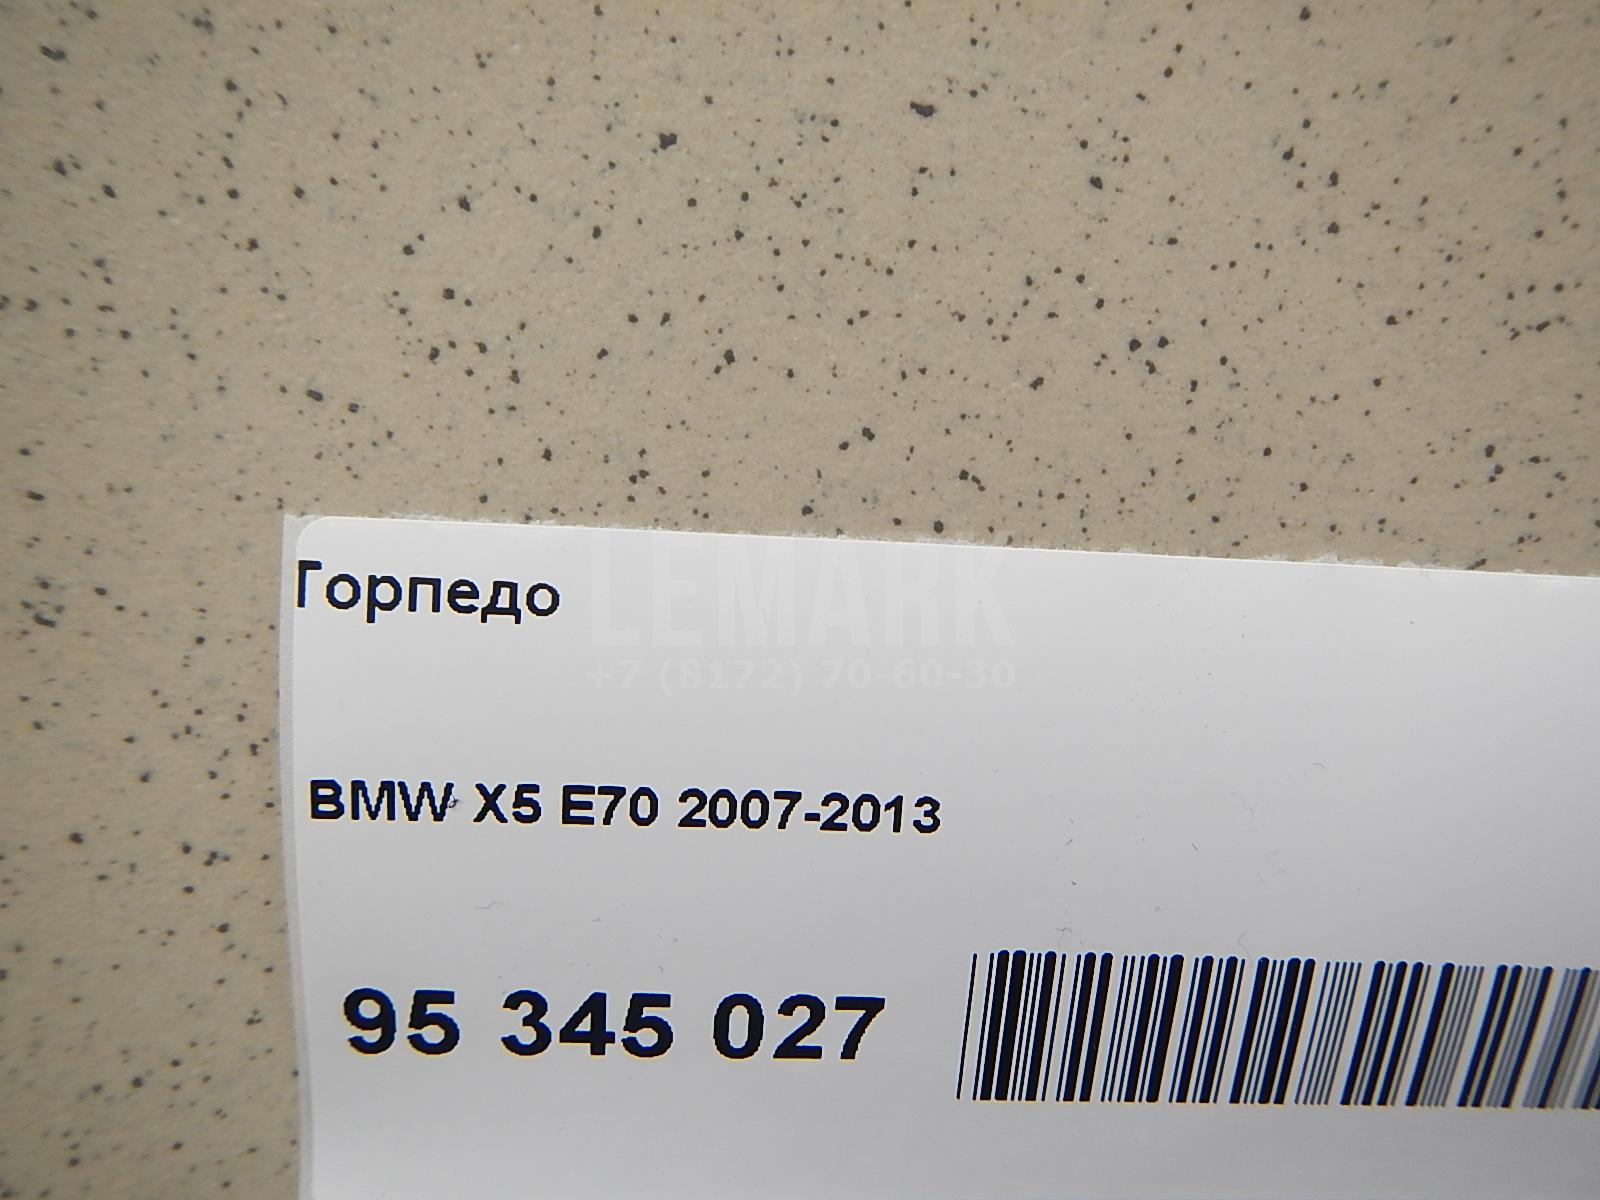 Торпедо
LEMARK
+7 (8172) 70-60-30
BMW X5 E70 2007-2013
95 345 027